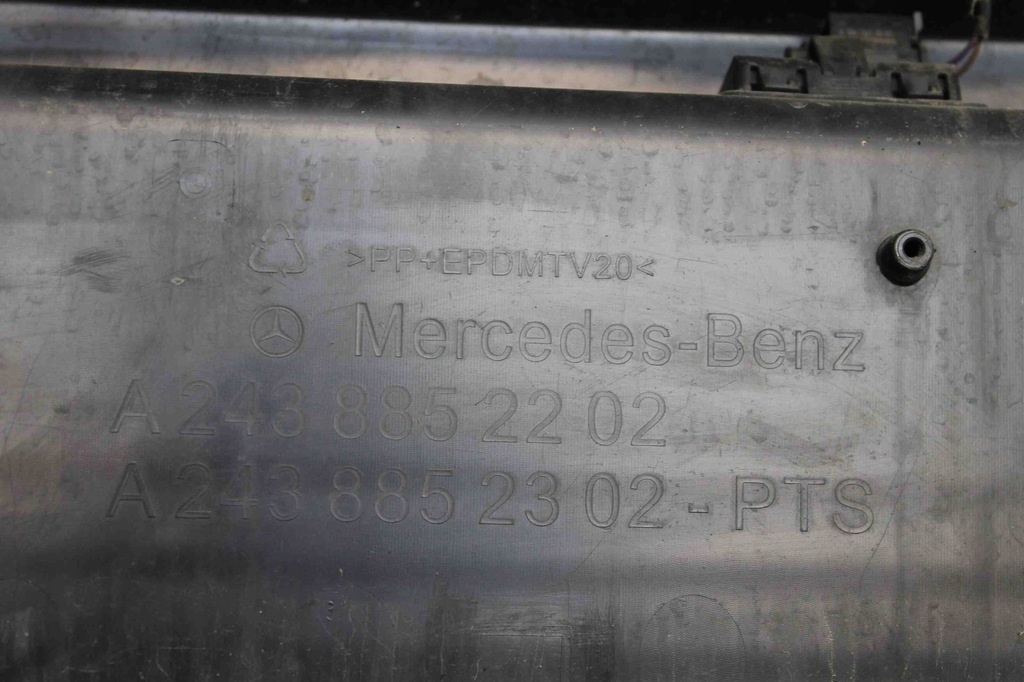 >PP+EPDMTV20<
Mercedes-Benz
A 243 885 22 02
A 243 885 23 02 - PTS